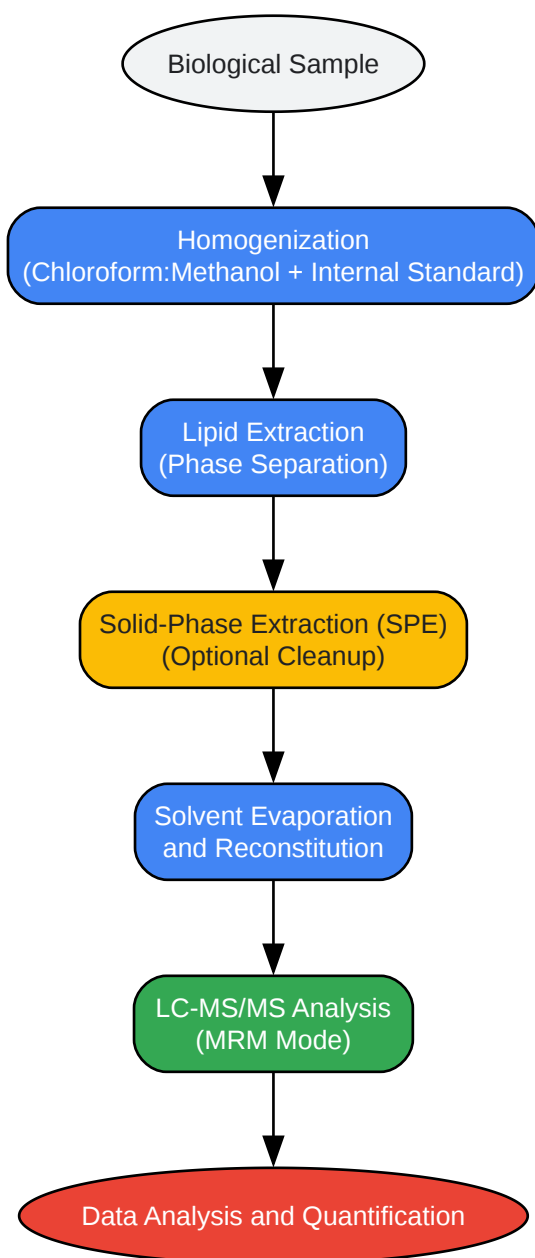 Biological Sample
Homogenization
(Chloroform:Methanol + Internal Standard)
Lipid Extraction
(Phase Separation)
Solid-Phase Extraction (SPE)
(Optional Cleanup)
Solvent Evaporation
and Reconstitution
LC-MS/MS Analysis
(MRM Mode)
Data Analysis and Quantification